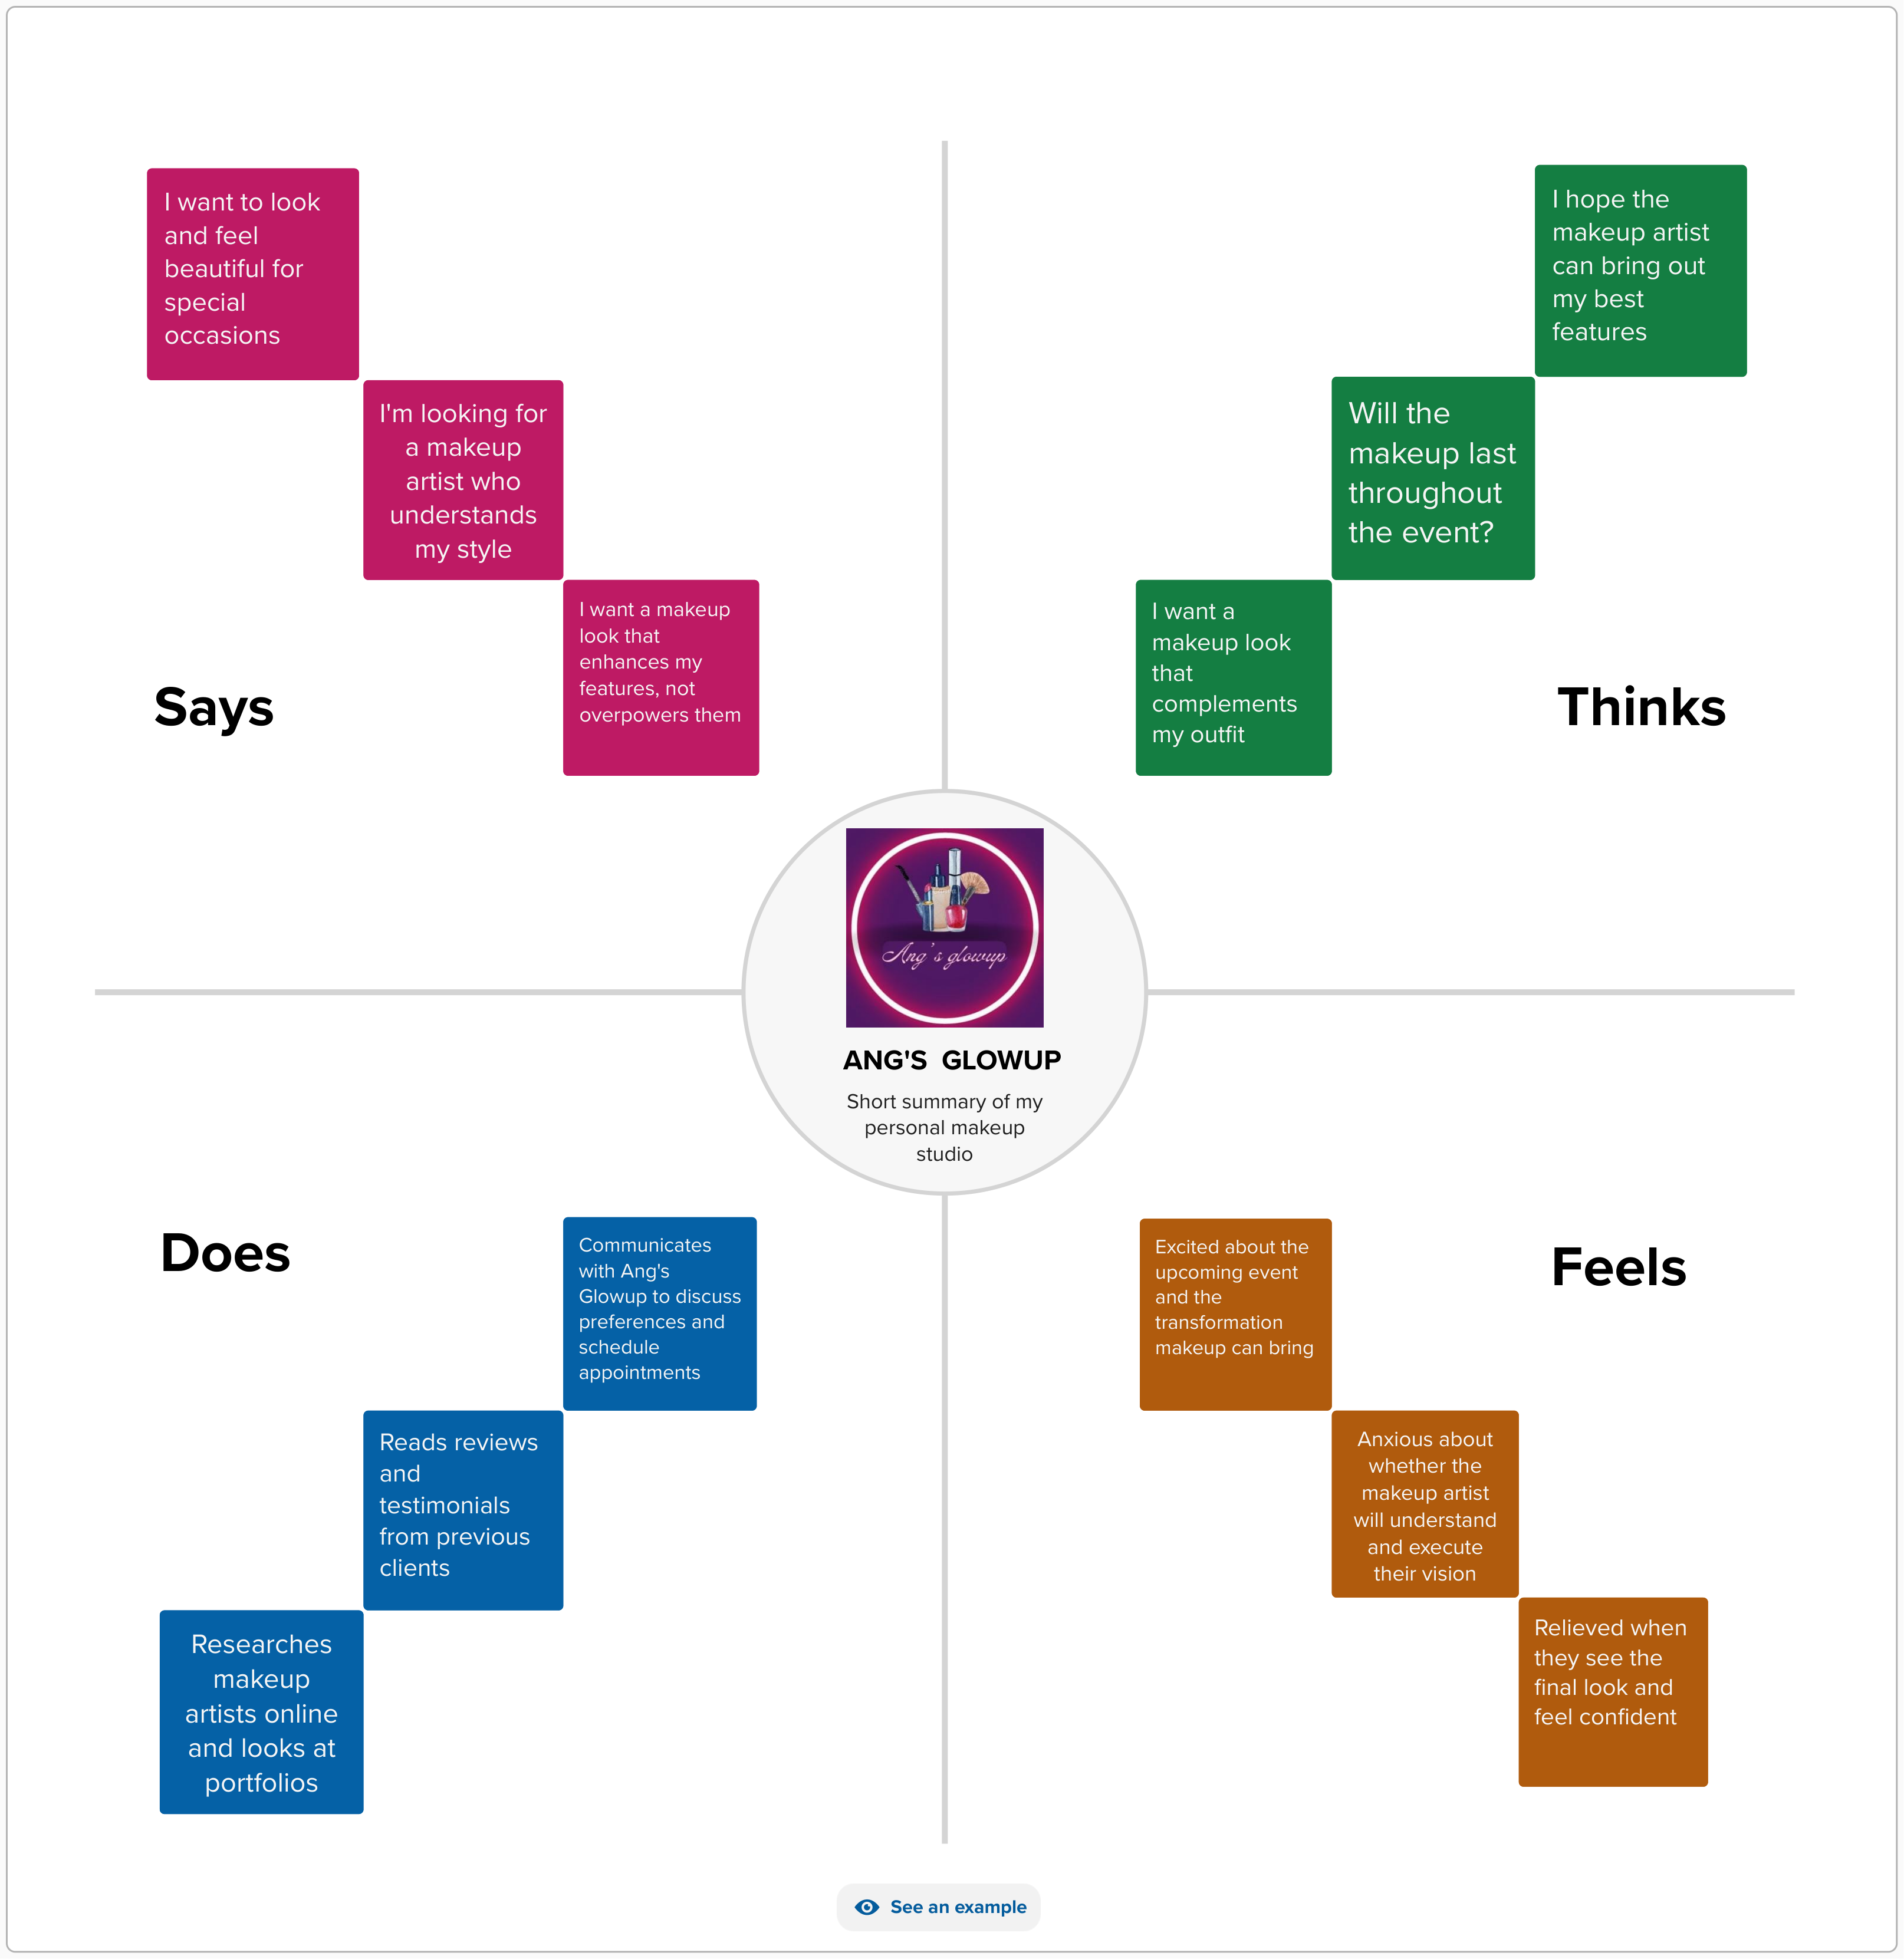 I want to look
and feel
beautiful for
special
occasions
I'm looking for
a makeup
artist who
understands
my style
I want a makeup
look that
enhances my
features, not
overpowers them
Says
I hope the
makeup artist
can bring out
my best
features
Will the
makeup last
throughout
the event?
I want a
makeup look
that
complements
my outfit
Thinks
Ang's glowup
ANG'S GLOWUP
Short summary of my
personal makeup
studio
Does
Communicates
with Ang's
Glowup to discuss
preferences and
schedule
appointments
Reads reviews
and
testimonials
from previous
clients
Researches
makeup
artists online
and looks at
portfolios
Feels
Excited about the
upcoming event
and the
transformation
makeup can bring
Anxious about
whether the
makeup artist
will understand
and execute
their vision
Relieved when
they see the
final look and
feel confident
See an example